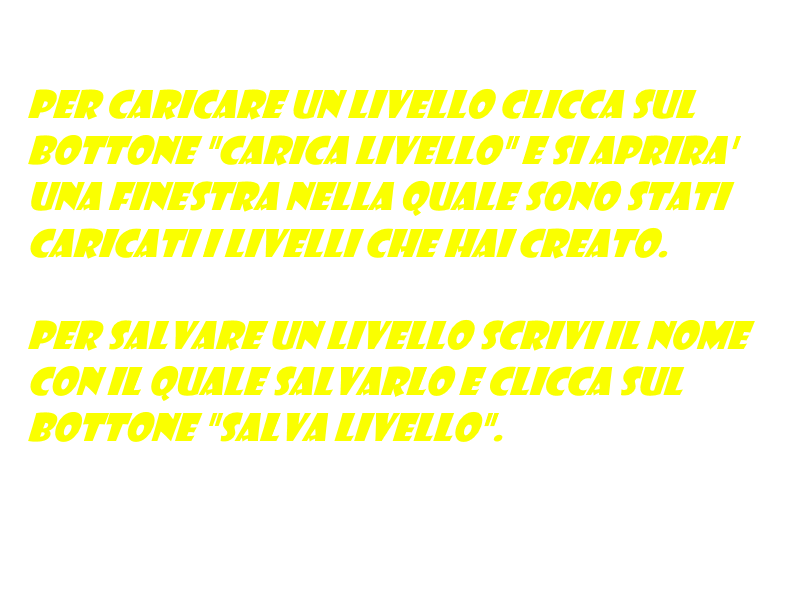 PER CARICARE UN LIVELLO CLICCA SUL
BOTTONE "CARICA LIVELLO" E SI APRIRA'
UNA FINESTRA NELLA QUALE SONO STATI
CARICATI I LIVELLI CHE HAI CREATO.
PER SALVARE UN LIVELLO SCRIVI IL NOME
CON IL QUALE SALVARLO E CLICCA SUL
BOTTONE "SALVA LIVELLO".